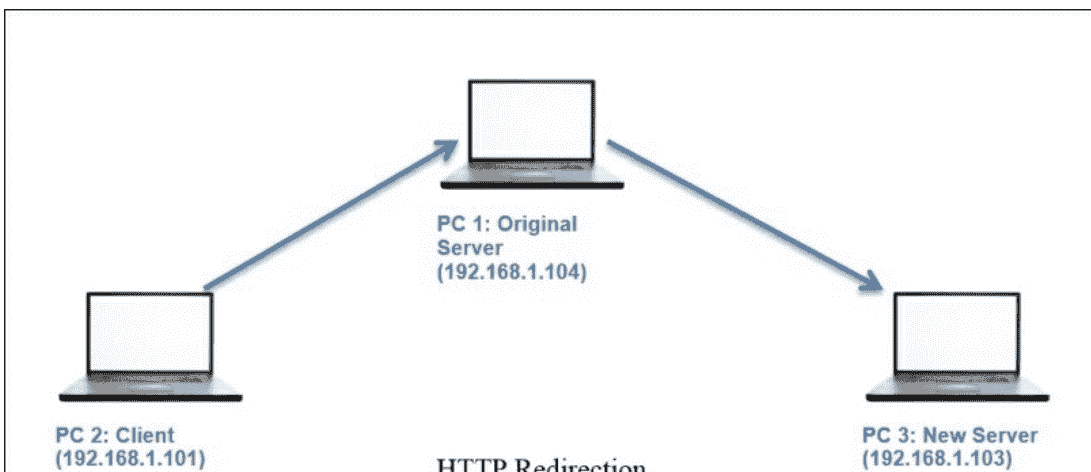 PC 1: Original
Server
(192.168.1.104)
PC 2: Client
(192.168.1.101)
PC 3: New Server
(192.168.1.103)
HTTP Redirection